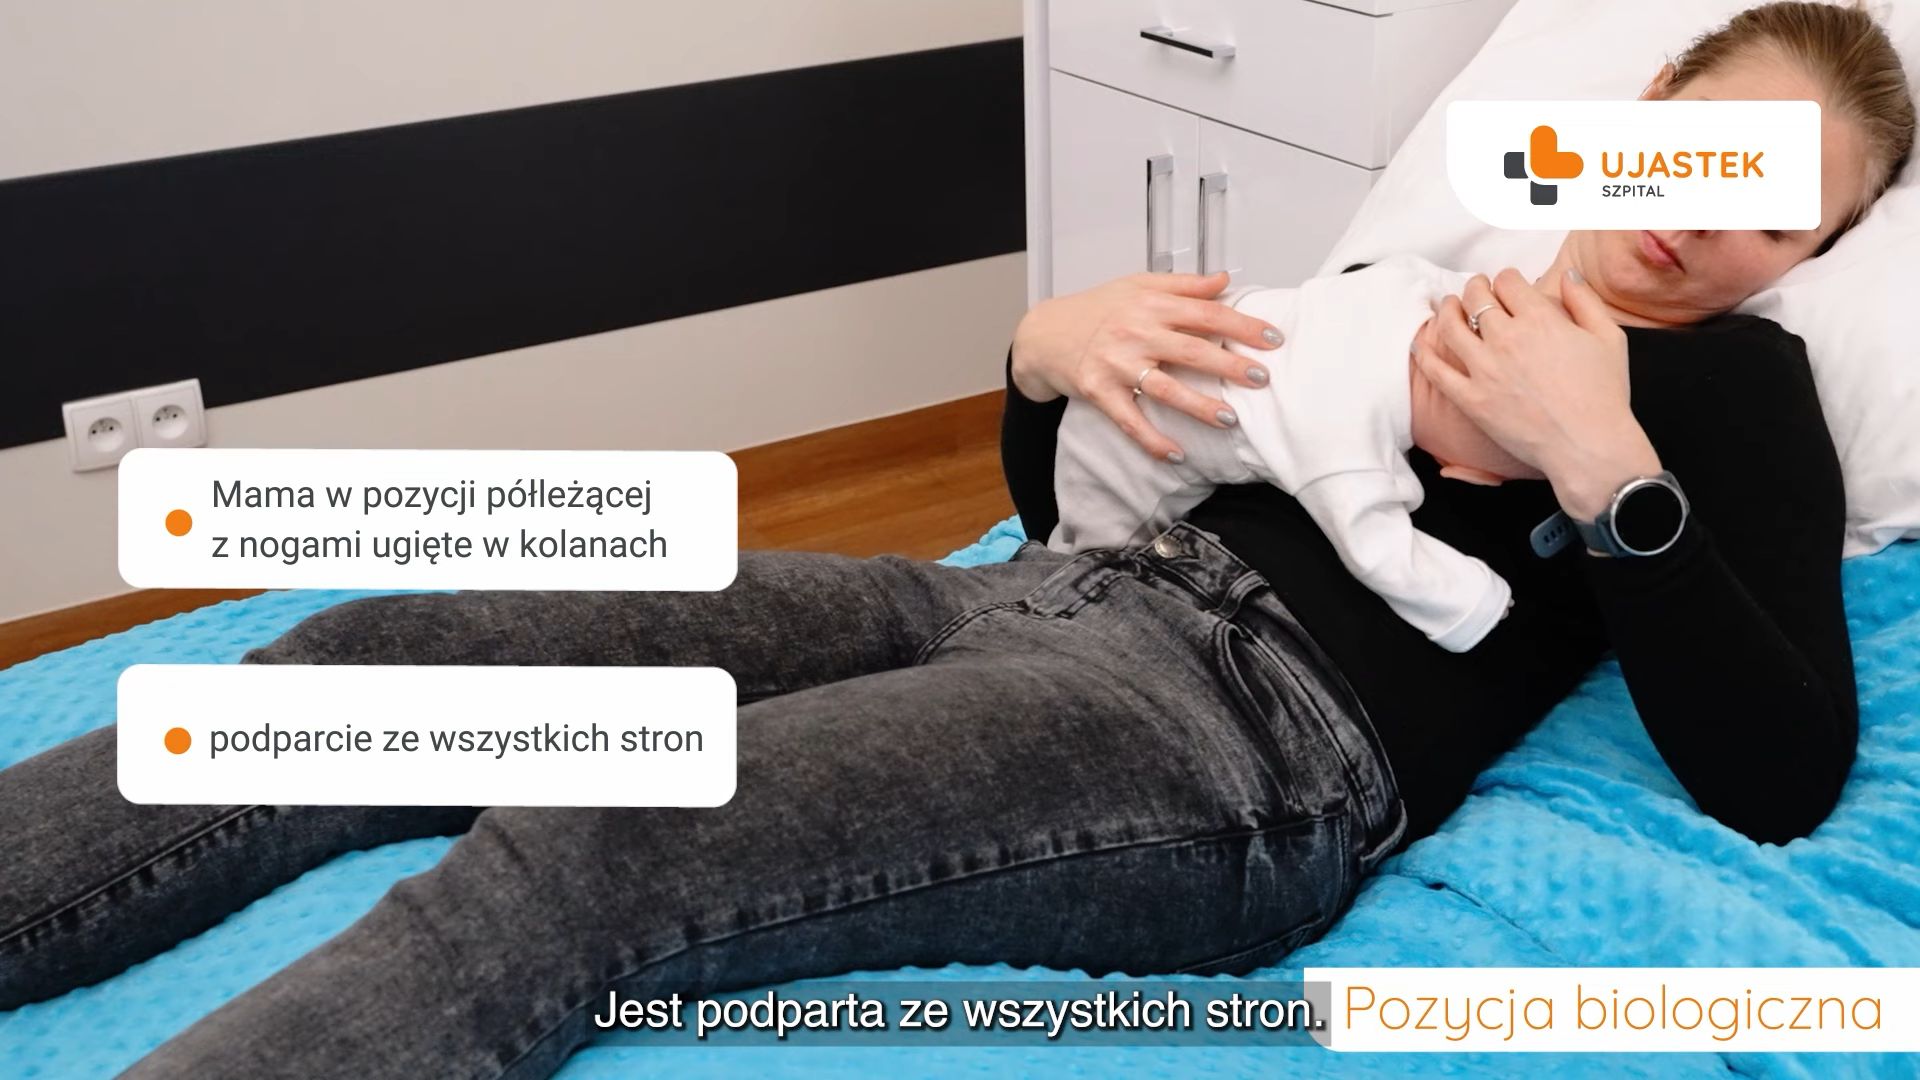 UJASTEK
SZPITAL
Mama w pozycji półleżącej
z nogami ugięte w kolanach
podparcie ze wszystkich stron
Jest podparta ze wszystkich stron.
Pozycja biologiczna